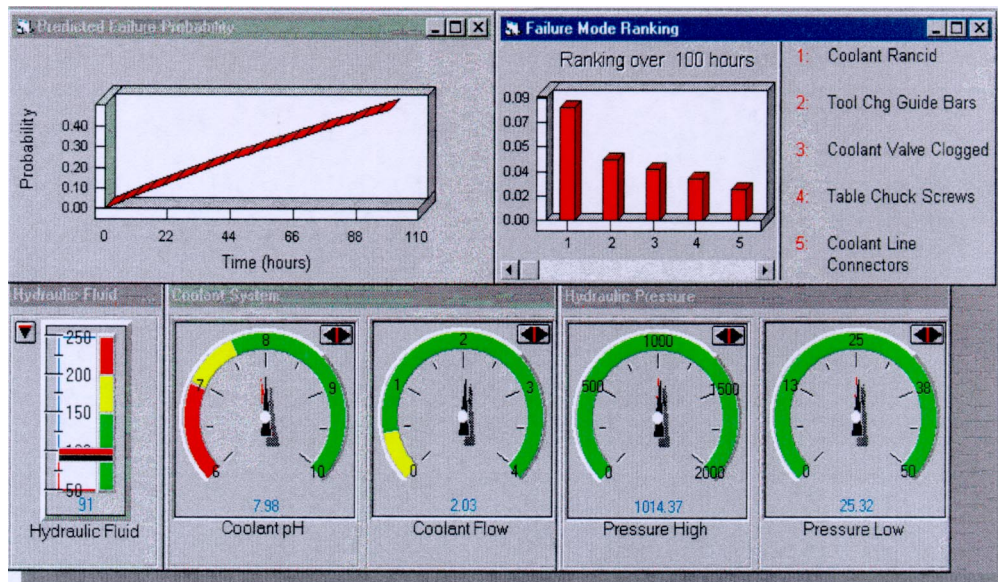 Predicted Failure Probability
Probability
0.40
0.30
0.20
0.10
0.00
0 22 44 66 88 110
Time (hours)
Failure Mode Ranking
Ranking over 100 hours
0.09
0.07
0.05
0.04
0.02
0.00
1 2 3 4 5
1: Coolant Rancid
2: Tool Chg Guide Bars
3: Coolant Valve Clogged
4: Table Chuck Screws
5: Coolant Line
Connectors
Hydraulic Fluid ...
250
200
150
100
50
91
Hydraulic Fluid
Coolant System
6 7 8 9 10
7.98
Coolant pH
0 1 2 3 4
2.03
Coolant Flow
Hydraulic Pressure
0 500 1000 1500 2000
1014.37
Pressure High
0 13 25 38 50
25.32
Pressure Low